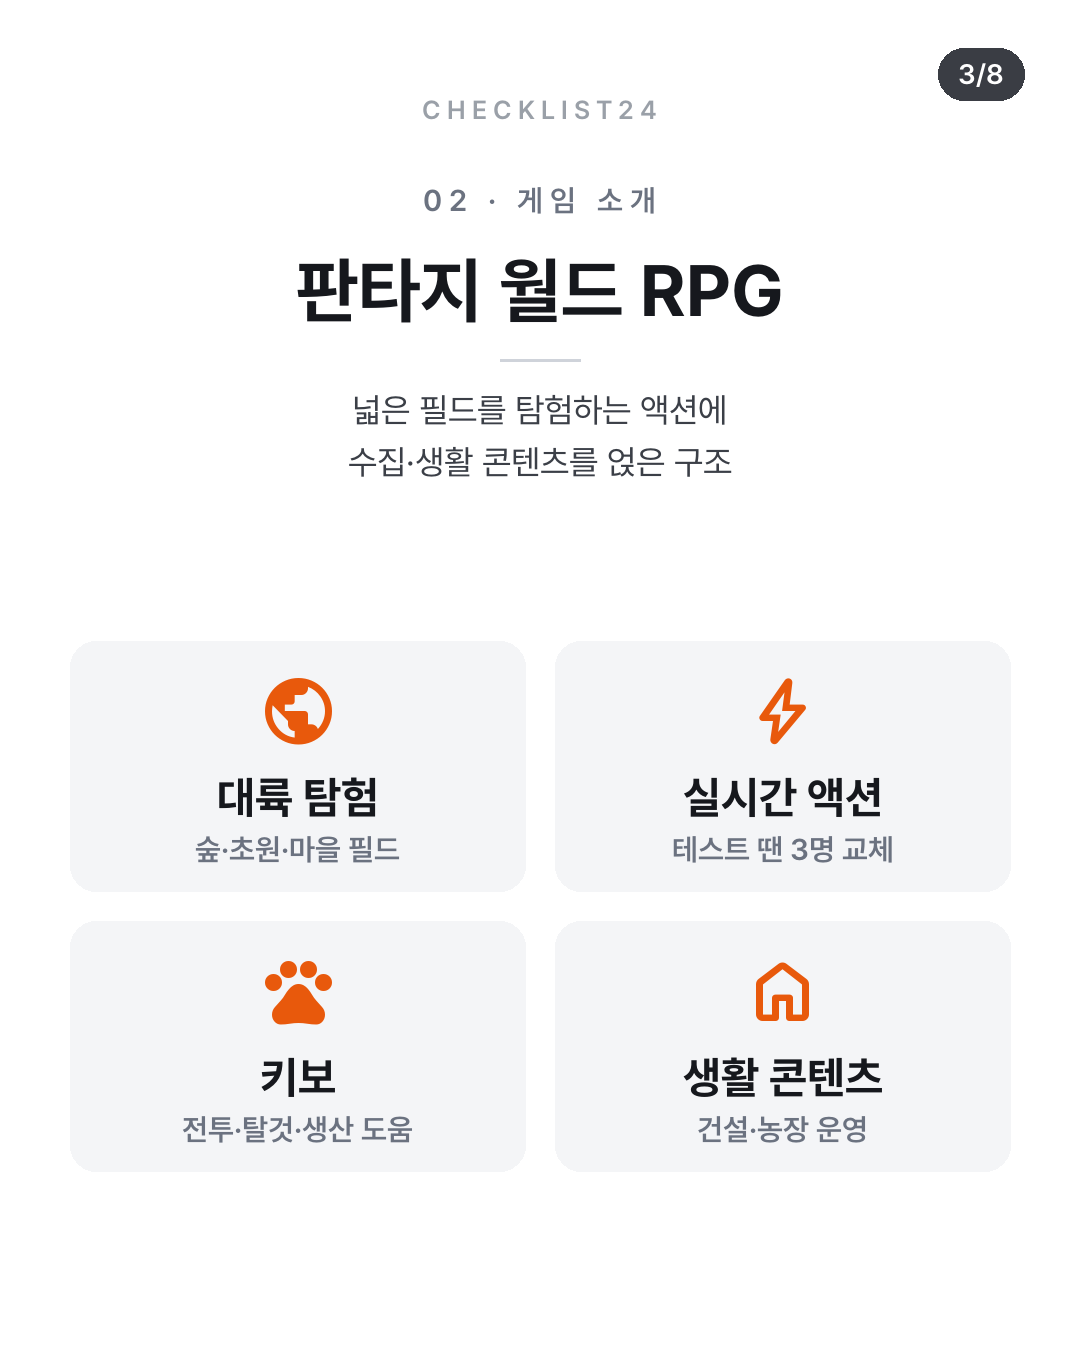 3/8
CHECKLIST24
02 · 게임 소개
판타지 월드 RPG
넓은 필드를 탐험하는 액션에
수집·생활 콘텐츠를 얹은 구조
대륙 탐험
숲·초원·마을 필드
실시간 액션
테스트 땐 3명 교체
키보
전투·탈것·생산 도움
생활 콘텐츠
건설·농장 운영